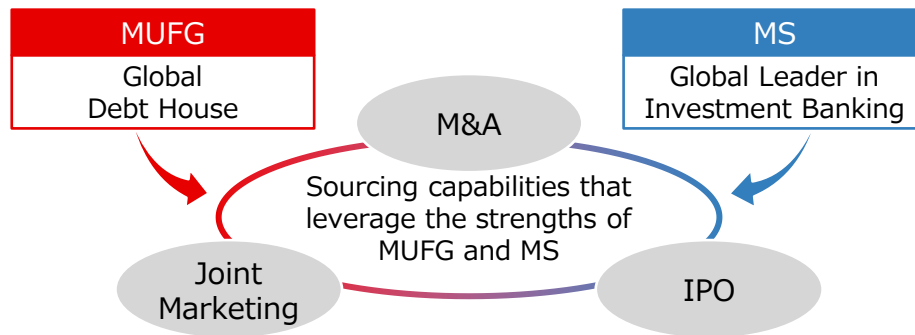 MUFG
Global
Debt House
MS
Global Leader in
Investment Banking
M&A
Sourcing capabilities that
leverage the strengths of
MUFG and MS
Joint
Marketing
IPO